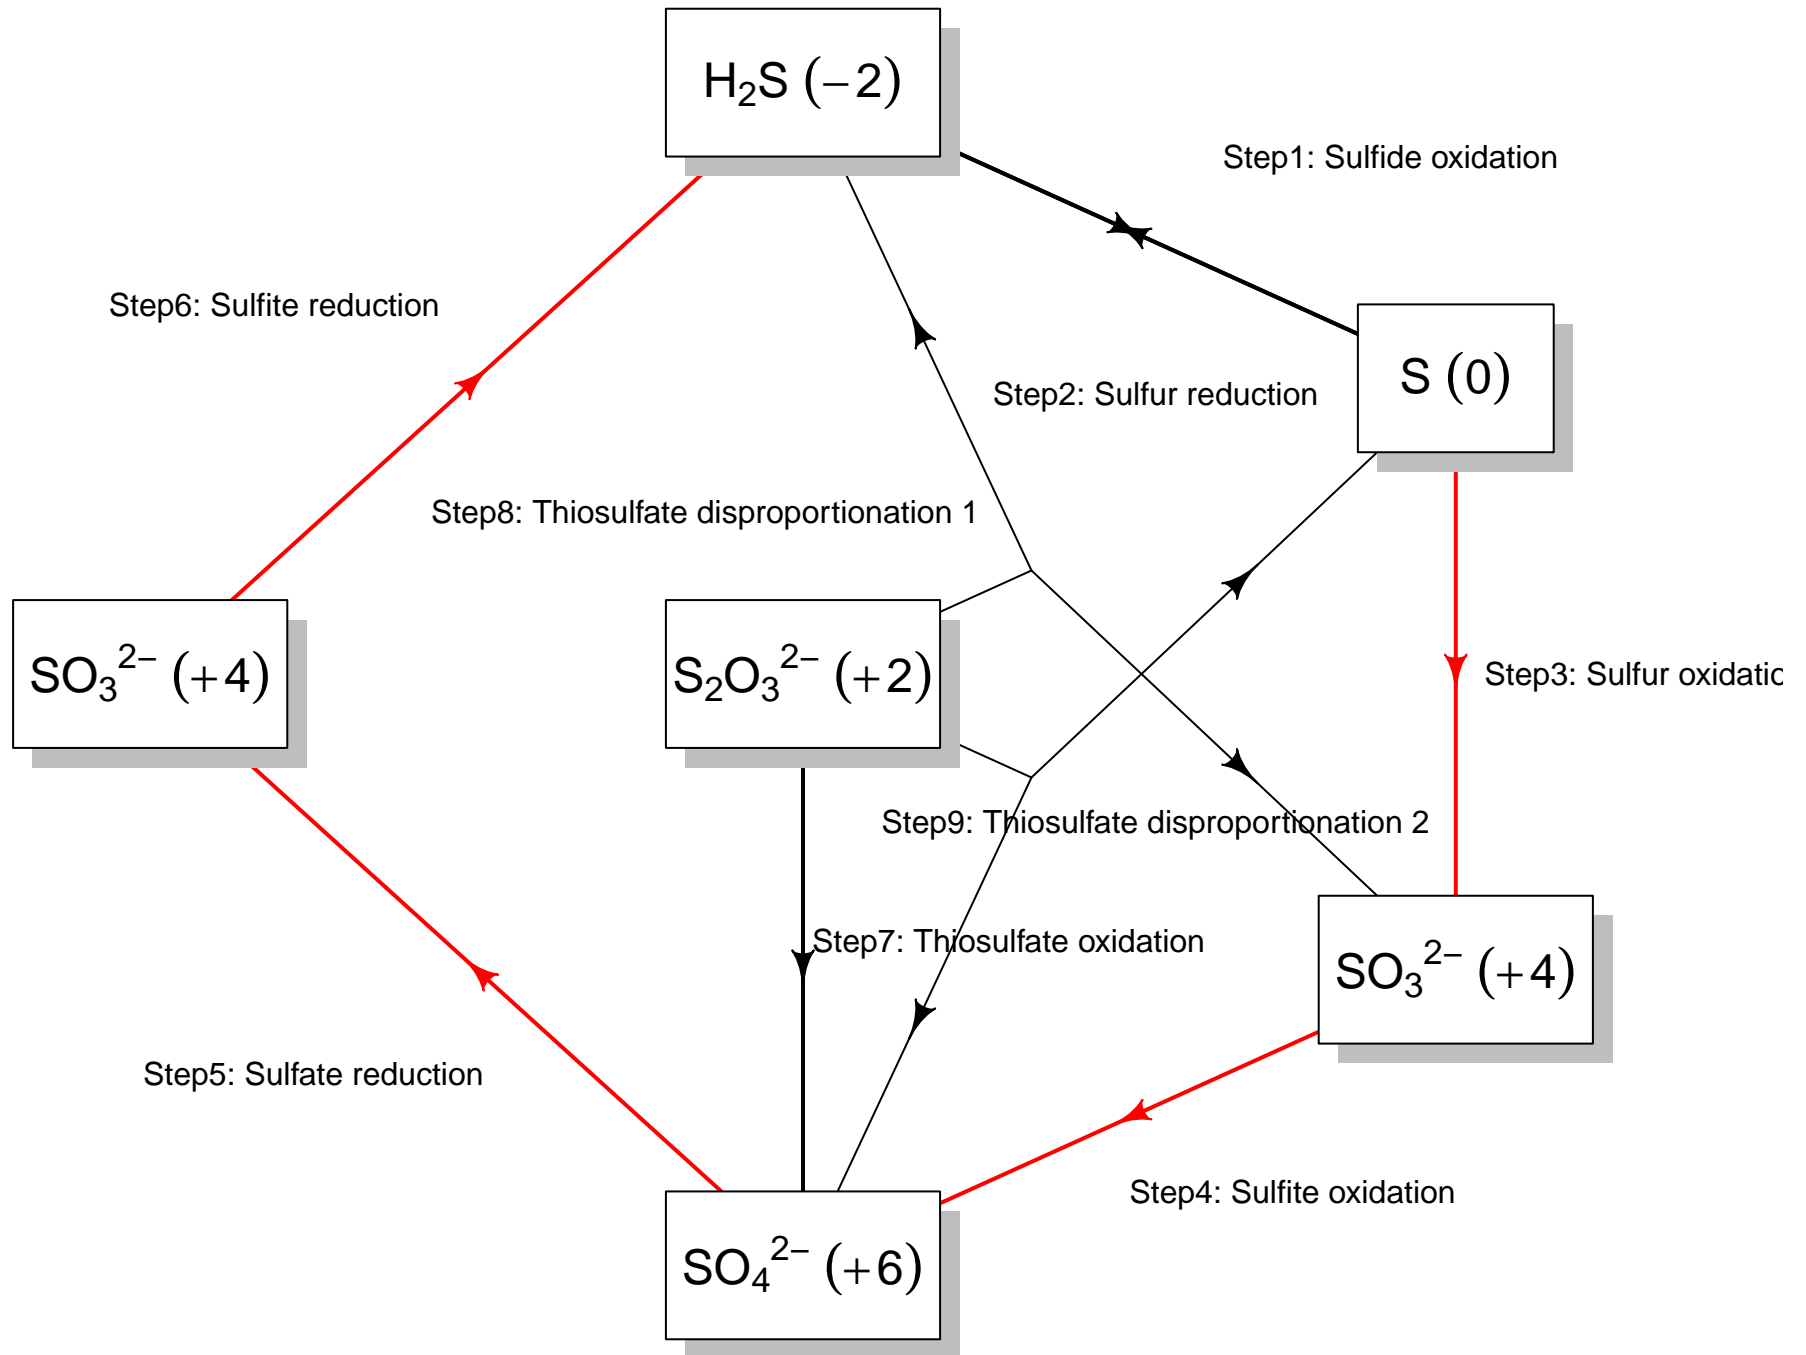 H₂S (−2)
Step1: Sulfide oxidation
Step6: Sulfite reduction
S (0)
Step2: Sulfur reduction
Step8: Thiosulfate disproportionation 1
SO₃²⁻ (+4)
S₂O₃²⁻ (+2)
Step3: Sulfur oxidatic
Step9: Thiosulfate disproportionation 2
Step7: Thiosulfate oxidation
SO₃²⁻ (+4)
Step5: Sulfate reduction
Step4: Sulfite oxidation
SO₄²⁻ (+6)